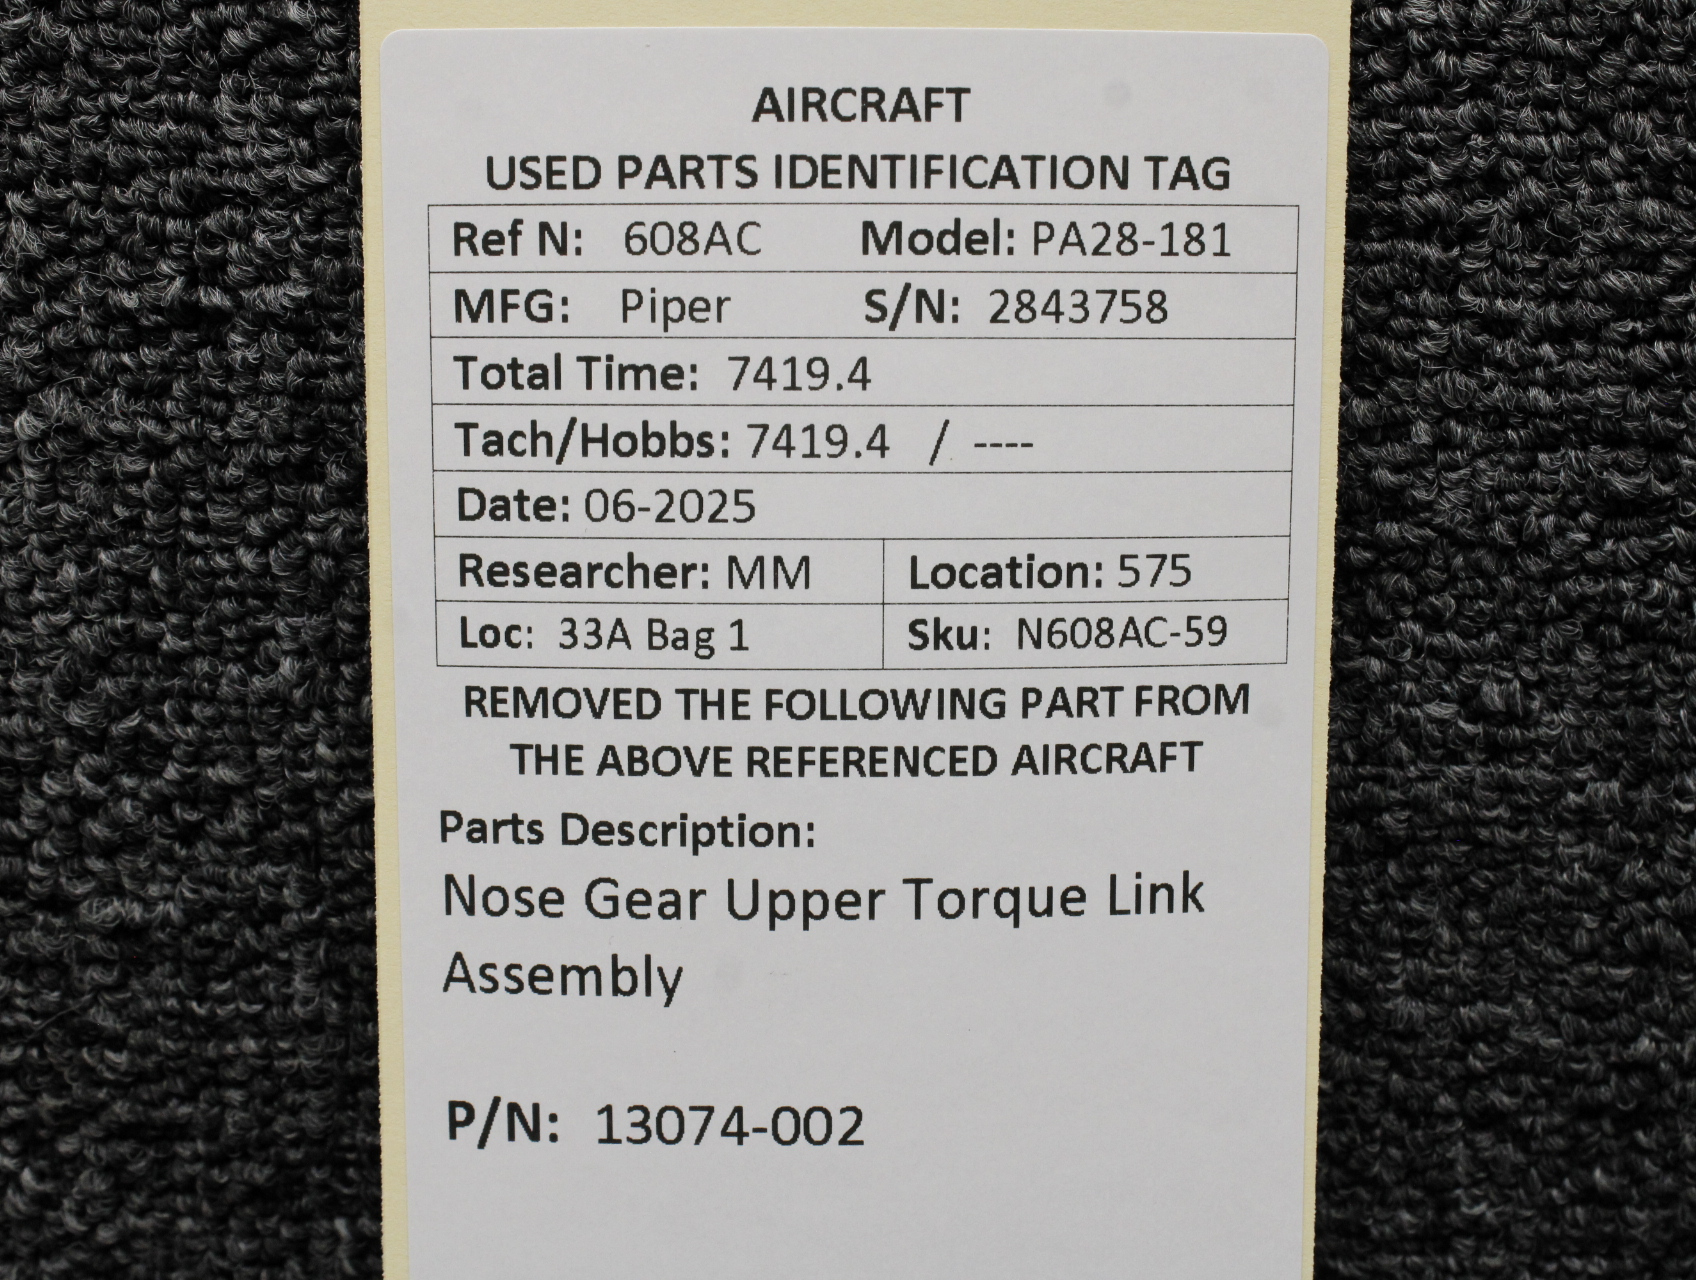 AIRCRAFT
USED PARTS IDENTIFICATION TAG
Ref N: 608AC Model: PA28-181
MFG: Piper S/N: 2843758
Total Time: 7419.4
Tach/Hobbs: 7419.4 / ----
Date: 06-2025
Researcher: MM Location: 575
Loc: 33A Bag 1 Sku: N608AC-59
REMOVED THE FOLLOWING PART FROM
THE ABOVE REFERENCED AIRCRAFT
Parts Description:
Nose Gear Upper Torque Link
Assembly
P/N: 13074-002